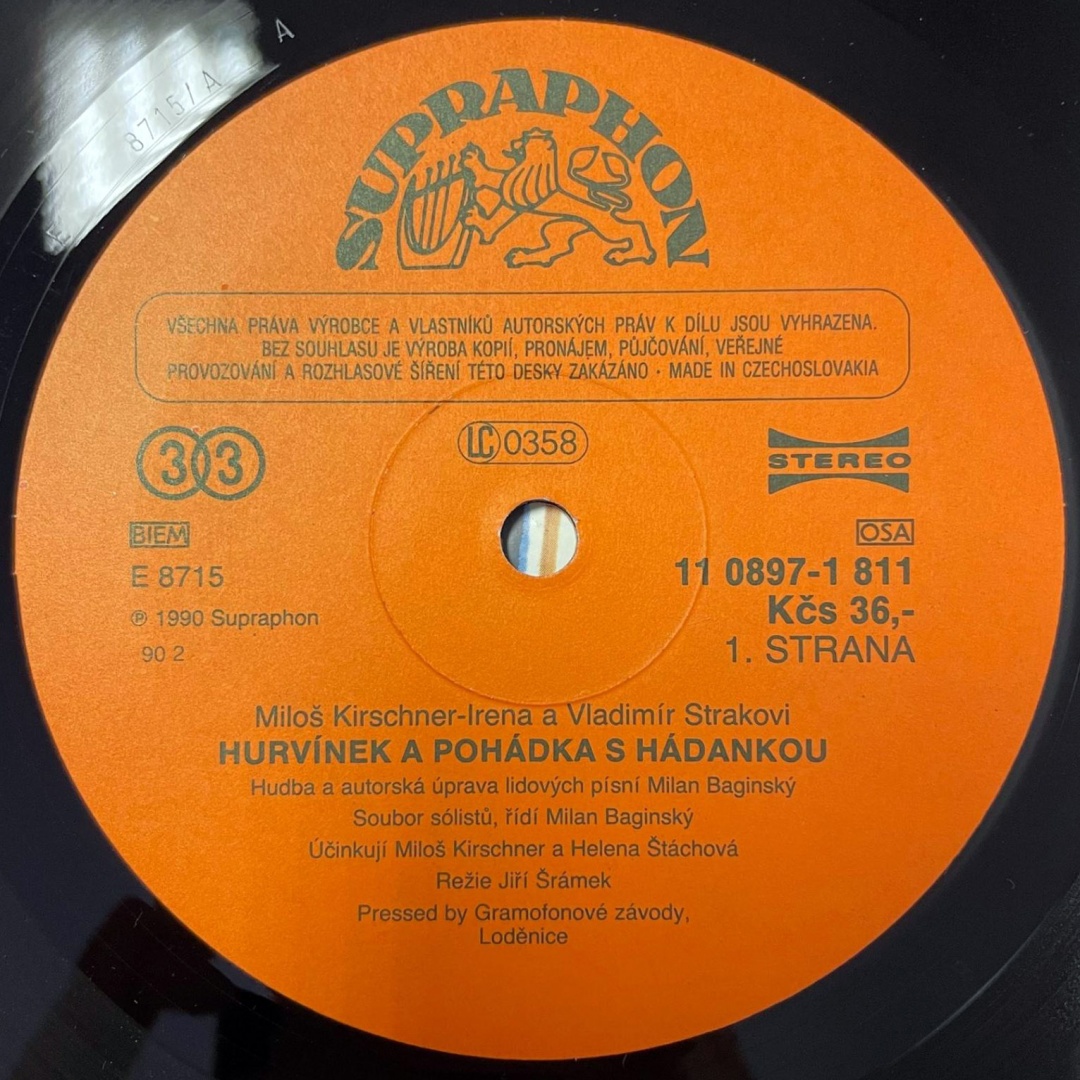 A
8715/A
SUPRAPHON
VŠECHNA PRÁVA VÝROBCE A VLASTNÍKŮ AUTORSKÝCH PRÁV K DÍLU JSOU VYHRAZENA.
BEZ SOUHLASU JE VÝROBA KOPIÍ, PRONÁJEM, PŮJČOVÁNÍ, VEŘEJNÉ
PROVOZOVÁNÍ A ROZHLASOVÉ ŠÍŘENÍ TÉTO DESKY ZAKÁZÁNO · MADE IN CZECHOSLOVAKIA
33
LC 0358
STEREO
BIEM
OSA
E 8715
11 0897-1 811
℗ 1990 Supraphon
Kčs 36,-
90 2
1. STRANA
Miloš Kirschner-Irena a Vladimír Strakovi
HURVÍNEK A POHÁDKA S HÁDANKOU
Hudba a autorská úprava lidových písní Milan Baginský
Soubor sólistů, řídí Milan Baginský
Účinkují Miloš Kirschner a Helena Štáchová
Režie Jiří Šrámek
Pressed by Gramofonové závody,
Loděnice